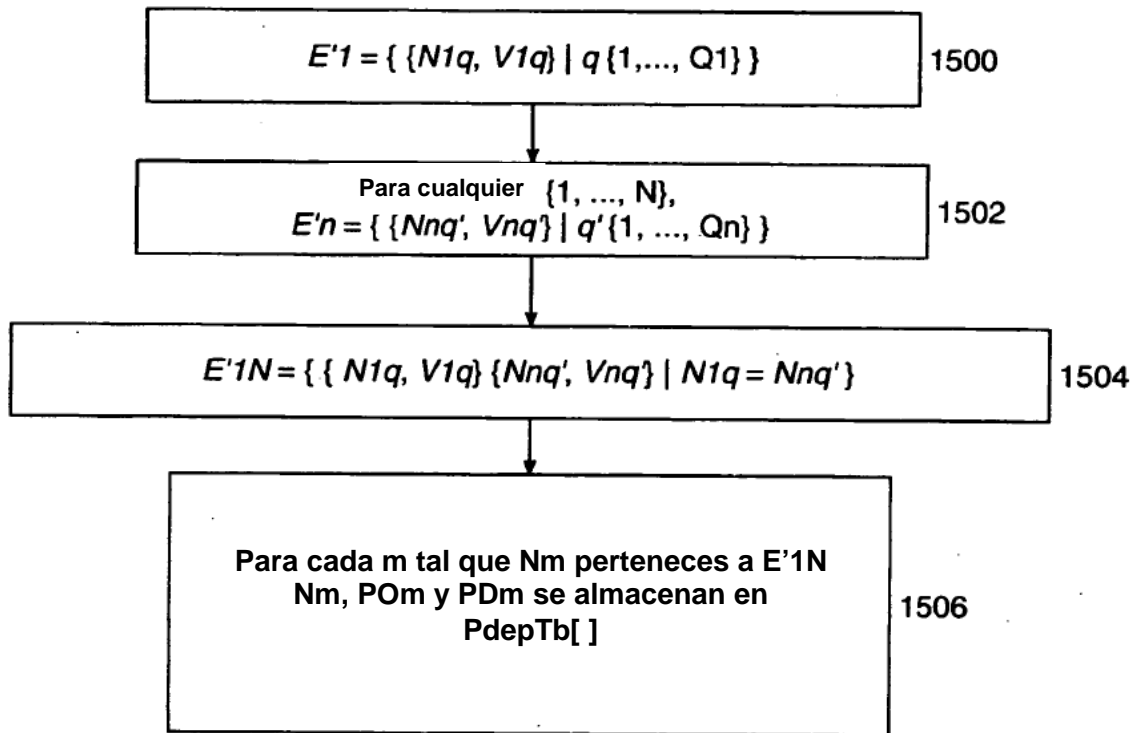 E'1 = { {N1q, V1q} | q {1,..., Q1} }
1500
Para cualquier {1, ..., N},
E'n = { {Nnq', Vnq'} | q' {1, ..., Qn} }
1502
E'1N = { { N1q, V1q} {Nnq', Vnq'} | N1q = Nnq' }
1504
Para cada m tal que Nm perteneces a E’1N
Nm, POm y PDm se almacenan en
PdepTb[ ]
1506